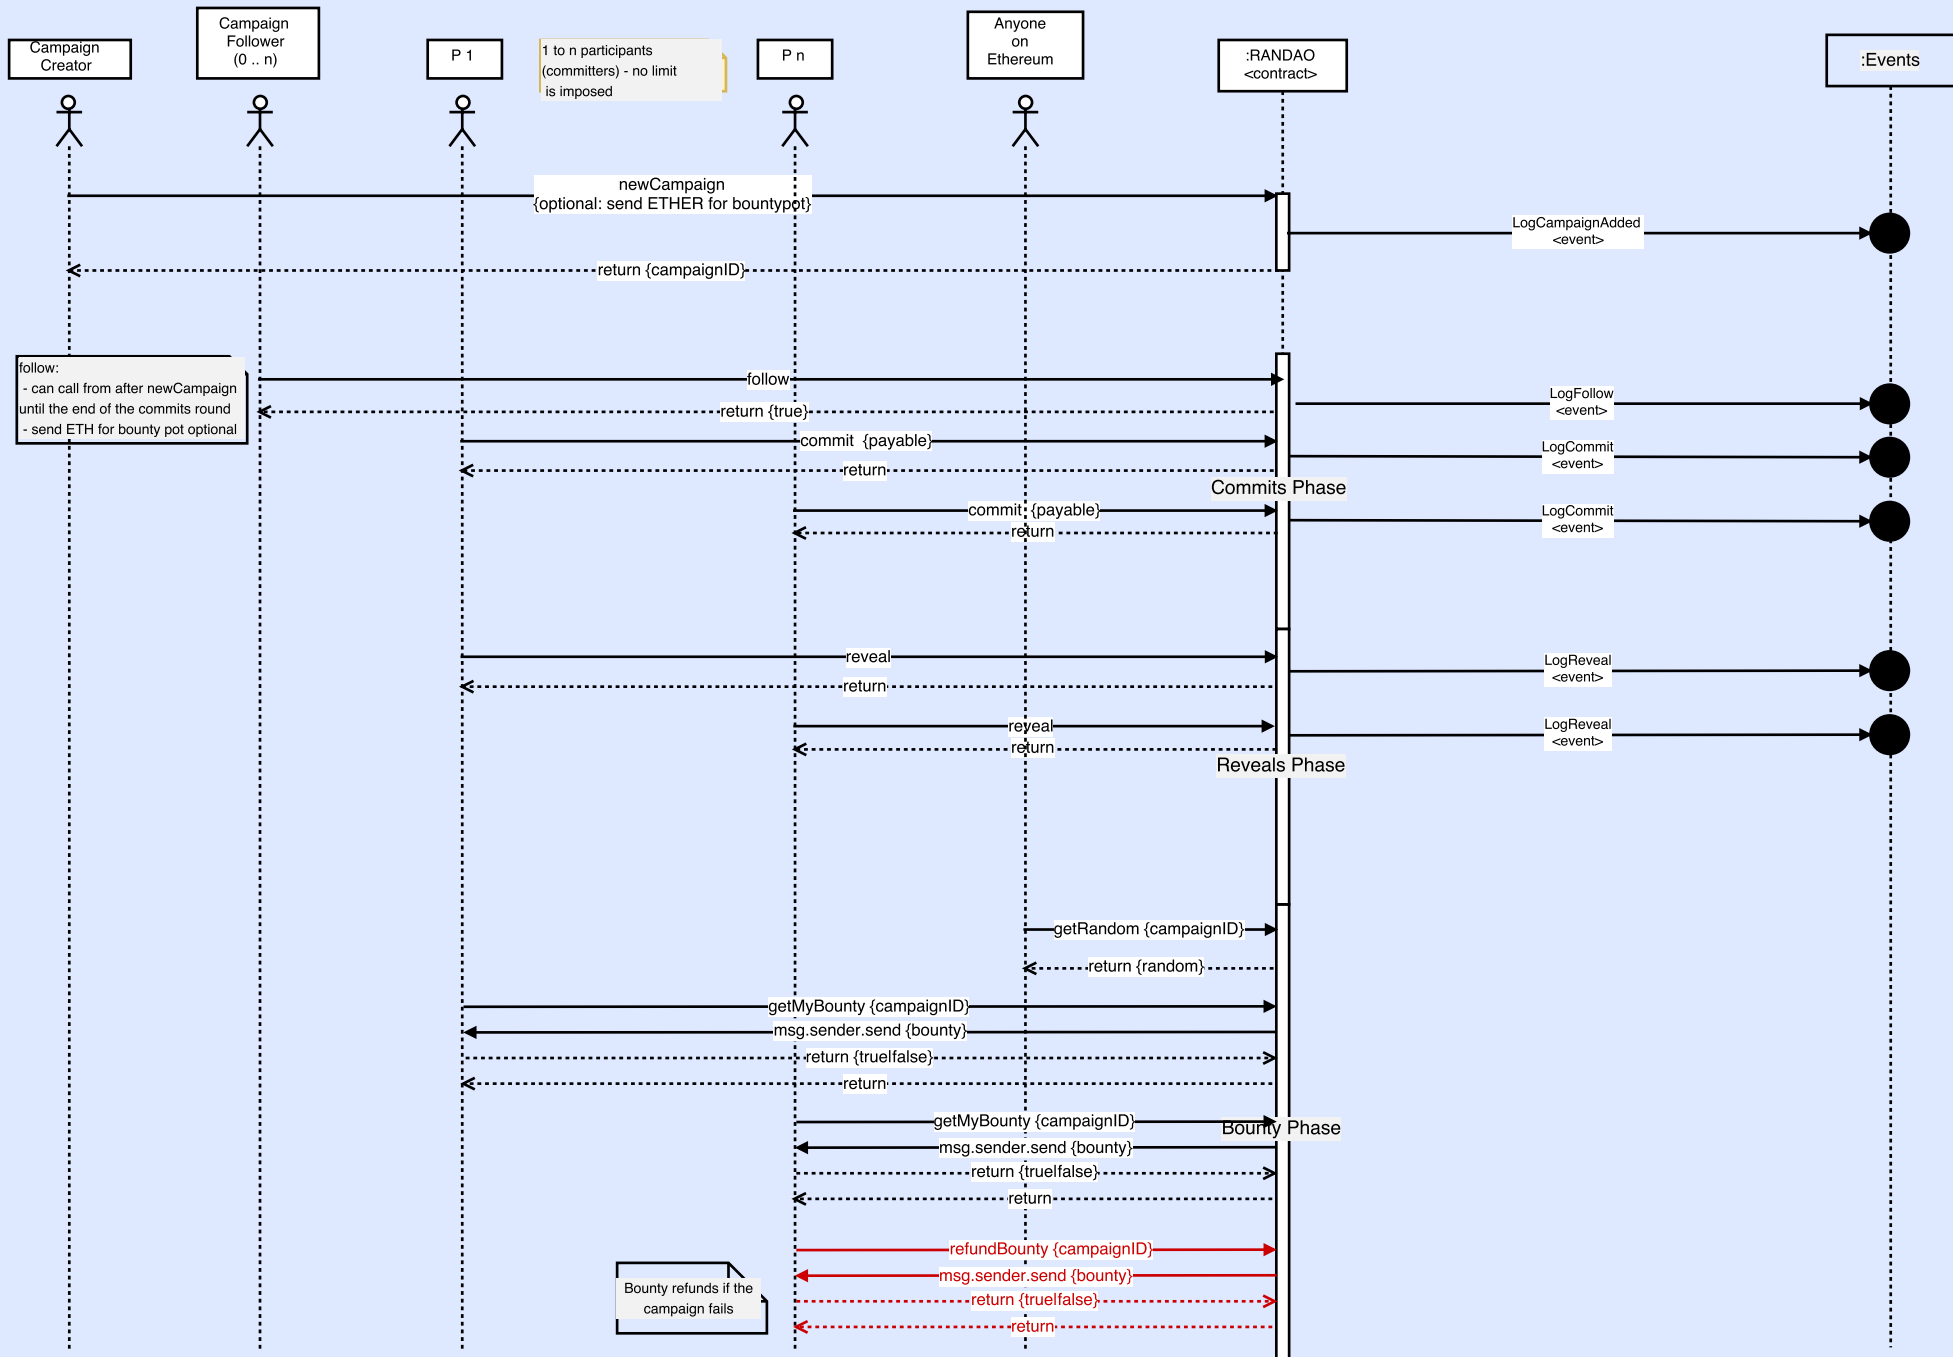 Campaign
Creator
Campaign
Follower
(0 .. n)
P 1
1 to n participants
(committers) - no limit
is imposed
P n
Anyone
on
Ethereum
:RANDAO
<contract>
:Events
newCampaign
{optional: send ETHER for bountypot}
LogCampaignAdded
<event>
return {campaignID}
follow:
- can call from after newCampaign
until the end of the commits round
- send ETH for bounty pot optional
follow
return {true}
LogFollow
<event>
commit {payable}
return
LogCommit
<event>
Commits Phase
commit {payable}
return
LogCommit
<event>
reveal
return
LogReveal
<event>
reveal
return
LogReveal
<event>
Reveals Phase
getRandom {campaignID}
return {random}
getMyBounty {campaignID}
msg.sender.send {bounty}
return {true|false}
return
getMyBounty {campaignID}
Bounty Phase
msg.sender.send {bounty}
return {true|false}
return
refundBounty {campaignID}
msg.sender.send {bounty}
return {true|false}
return
Bounty refunds if the
campaign fails